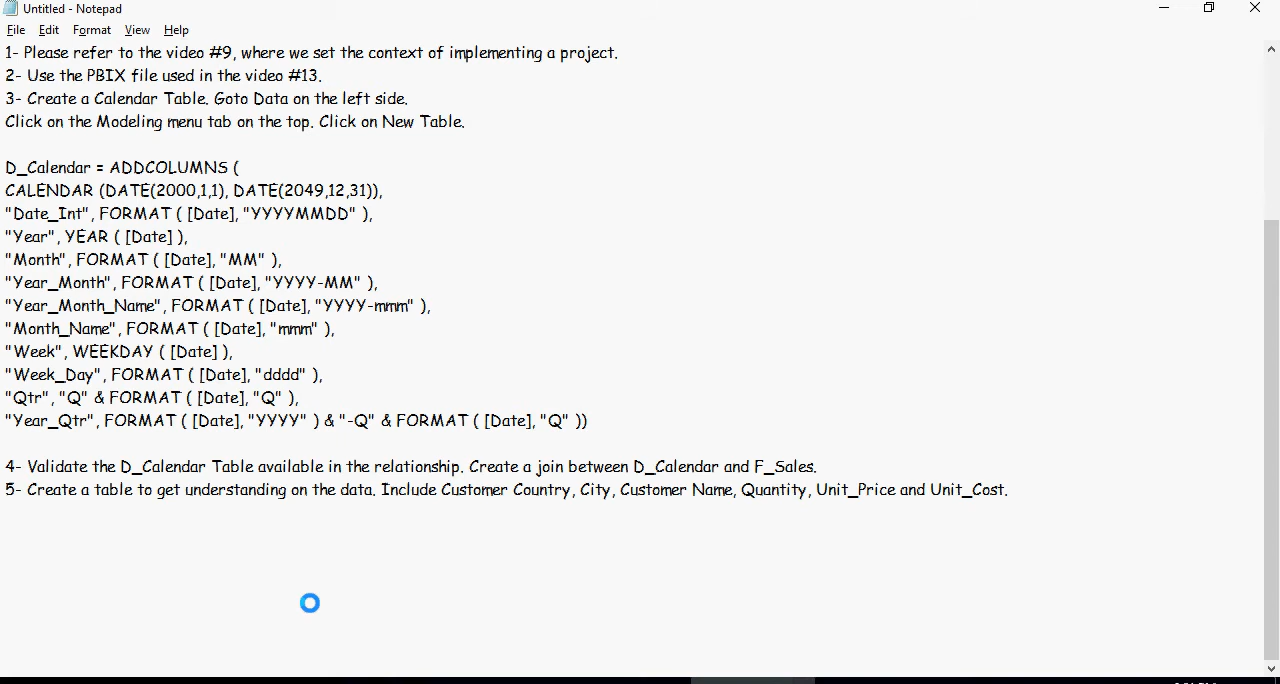 Untitled - Notepad
File Edit Format View Help
1- Please refer to the video #9, where we set the context of implementing a project.
2- Use the PBIX file used in the video #13.
3- Create a Calendar Table. Goto Data on the left side.
Click on the Modeling menu tab on the top. Click on New Table.
D_Calendar = ADDCOLUMNS (
CALENDAR (DATE(2000,1,1), DATE(2049,12,31)),
"Date_Int", FORMAT ( [Date], "YYYYMMDD" ),
"Year", YEAR ( [Date] ),
"Month", FORMAT ( [Date], "MM" ),
"Year_Month", FORMAT ( [Date], "YYYY-MM" ),
"Year_Month_Name", FORMAT ( [Date], "YYYY-mmm" ),
"Month_Name", FORMAT ( [Date], "mmm" ),
"Week", WEEKDAY ( [Date] ),
"Week_Day", FORMAT ( [Date], "dddd" ),
"Qtr", "Q" & FORMAT ( [Date], "Q" ),
"Year_Qtr", FORMAT ( [Date], "YYYY" ) & "-Q" & FORMAT ( [Date], "Q" ))
4- Validate the D_Calendar Table available in the relationship. Create a join between D_Calendar and F_Sales.
5- Create a table to get understanding on the data. Include Customer Country, City, Customer Name, Quantity, Unit_Price and Unit_Cost.